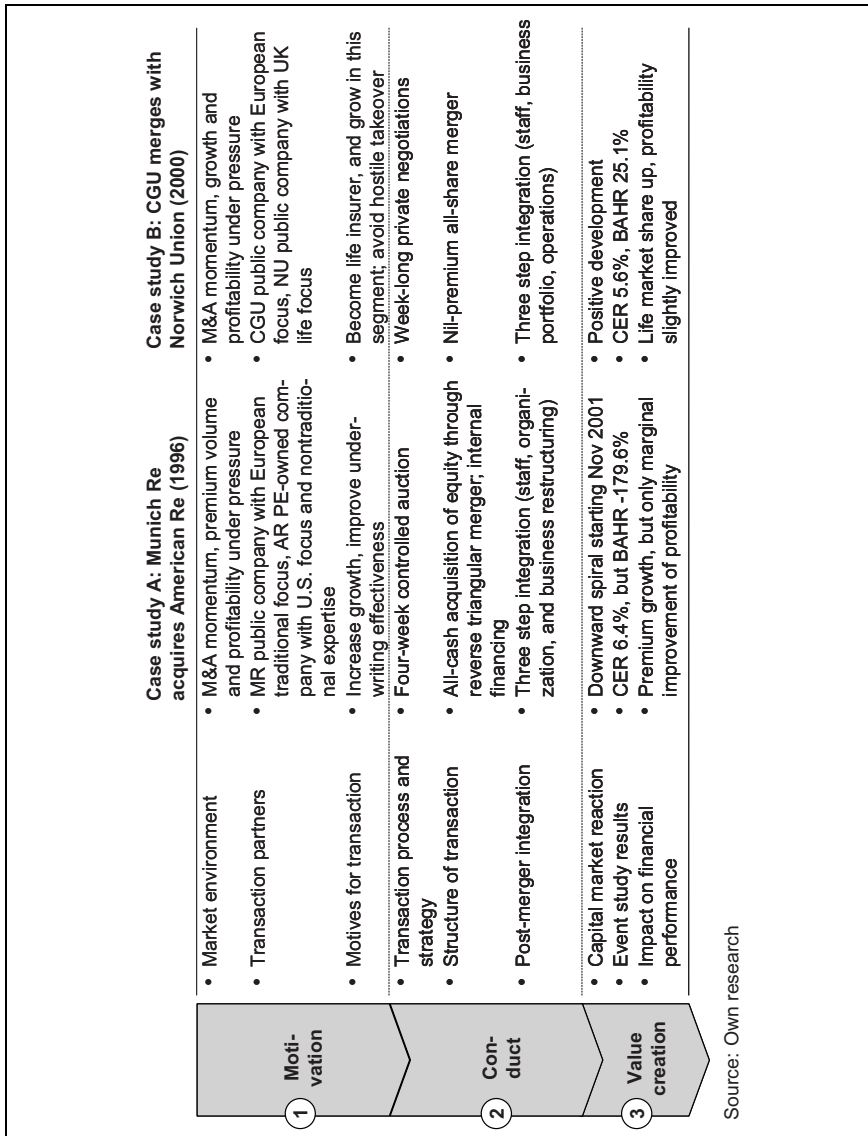 Case study A: Munich Re
acquires American Re (1996)
Case study B: CGU merges with
Norwich Union (2000)
1
Moti-
vation
• Market environment
• M&A momentum, premium volume
and profitability under pressure
• M&A momentum, growth and
profitability under pressure
• Transaction partners
• MR public company with European
traditional focus, AR PE-owned com-
pany with U.S. focus and nontraditio-
nal expertise
• CGU public company with European
focus, NU public company with UK
life focus
• Motives for transaction
• Increase growth, improve under-
writing effectiveness
• Become life insurer, and grow in this
segment; avoid hostile takeover
2
Con-
duct
• Transaction process and
strategy
• Four-week controlled auction
• Week-long private negotiations
• Structure of transaction
• All-cash acquisition of equity through
reverse triangular merger; internal
financing
• Nil-premium all-share merger
• Post-merger integration
• Three step integration (staff, organi-
zation, and business restructuring)
• Three step integration (staff, business
portfolio, operations)
3
Value
creation
• Capital market reaction
• Downward spiral starting Nov 2001
• Positive development
• Event study results
• CER 6.4%, but BAHR -179.6%
• CER 5.6%, BAHR 25.1%
• Impact on financial
performance
• Premium growth, but only marginal
improvement of profitability
• Life market share up, profitability
slightly improved
Source: Own research